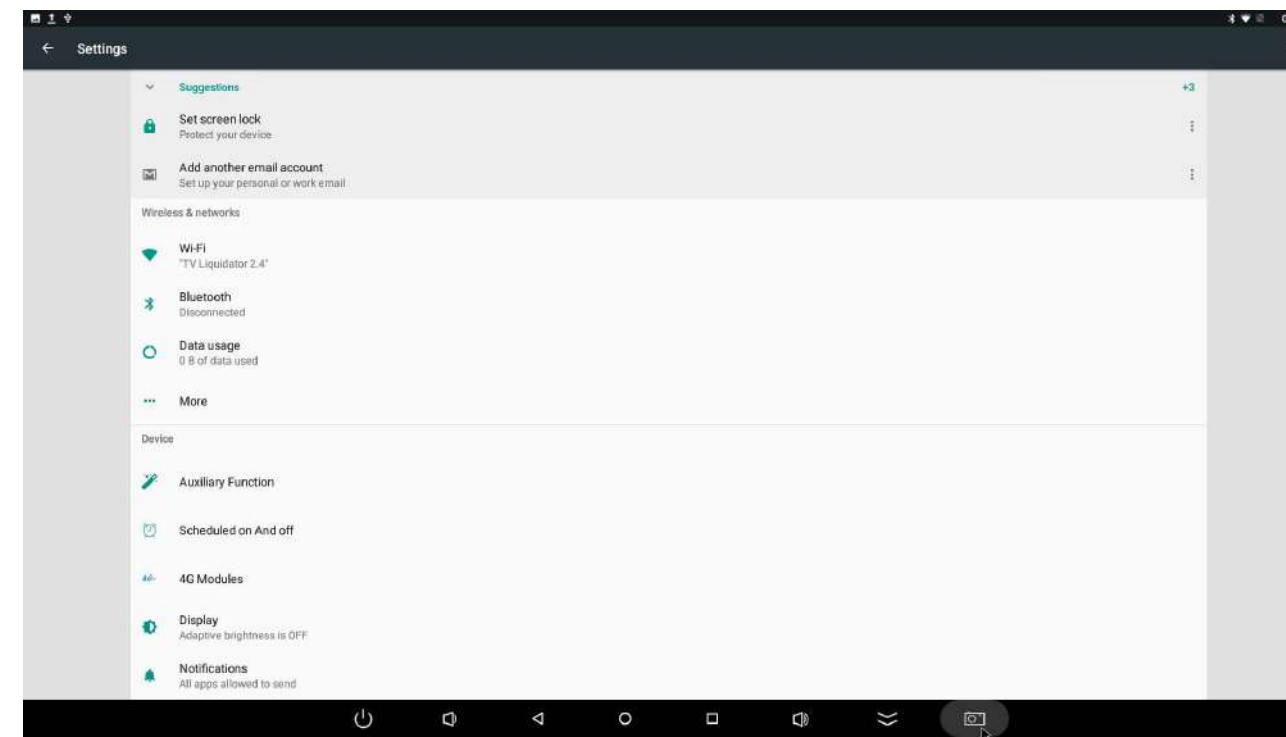 Settings
Suggestions +3
Set screen lock
Protect your device
Add another email account
Set up your personal or work email
Wireless & networks
Wi-Fi
"TV Liquidator 2.4"
Bluetooth
Disconnected
Data usage
0 B of data used
More
Device
Auxiliary Function
Scheduled on And off
4G Modules
Display
Adaptive brightness is OFF
Notifications
All apps allowed to send